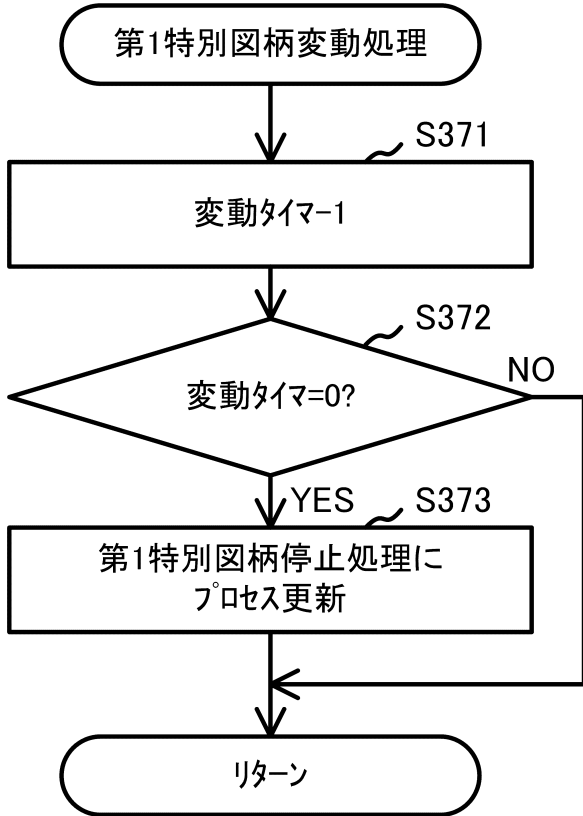 第1特別図柄変動処理
S371
変動ﾀｲﾏ-1
S372
変動ﾀｲﾏ=0?
NO
YES
S373
第1特別図柄停止処理に
ﾌﾟﾛｾｽ更新
ﾘﾀｰﾝ